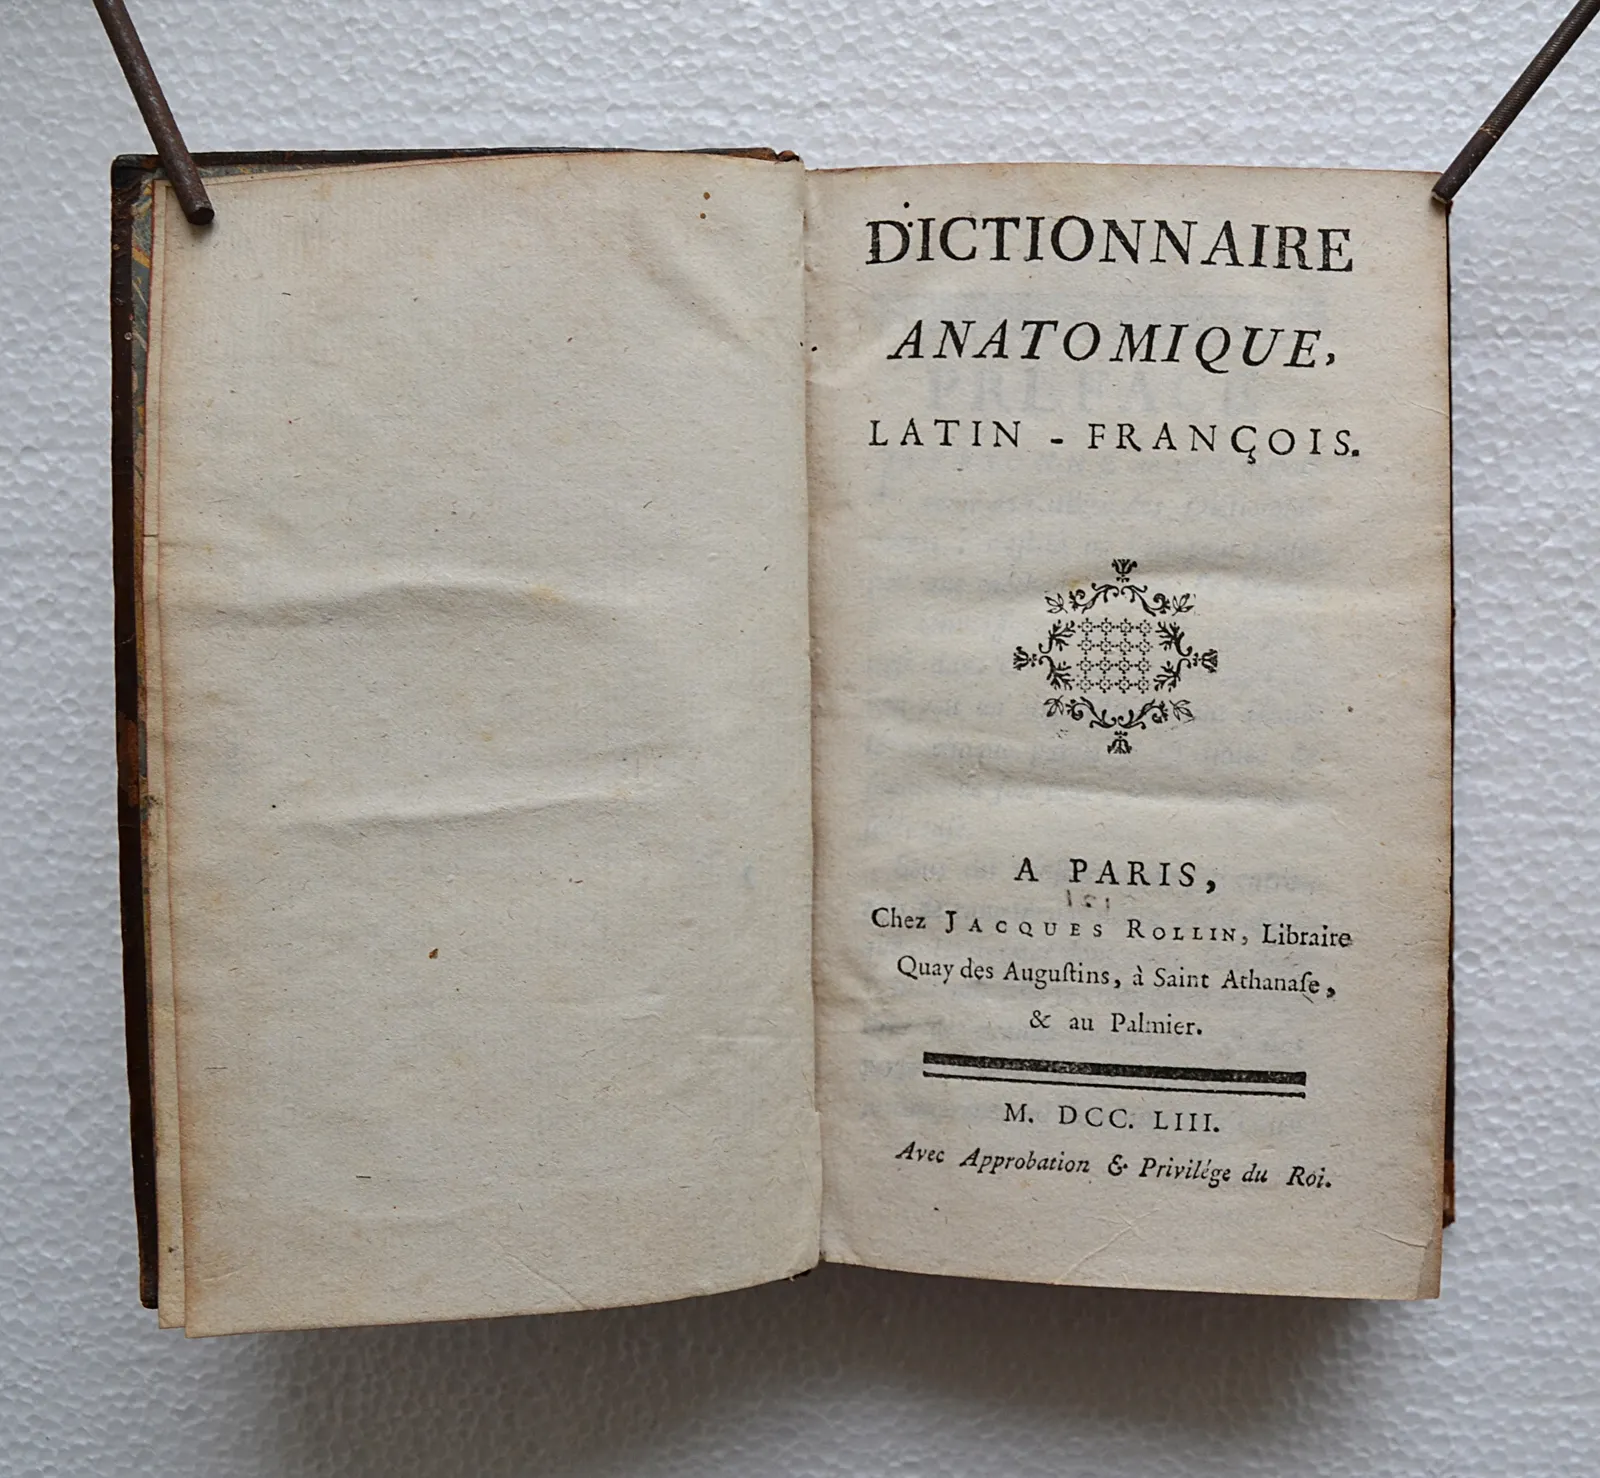 DICTIONNAIRE
ANATOMIQUE,
LATIN - FRANÇOIS.
A PARIS,
Chez JACQUES ROLLIN, Libraire
Quay des Auguſtins, à Saint Athanaſe,
& au Palmier.
M. DCC. LIII.
Avec Approbation & Privilége du Roi.